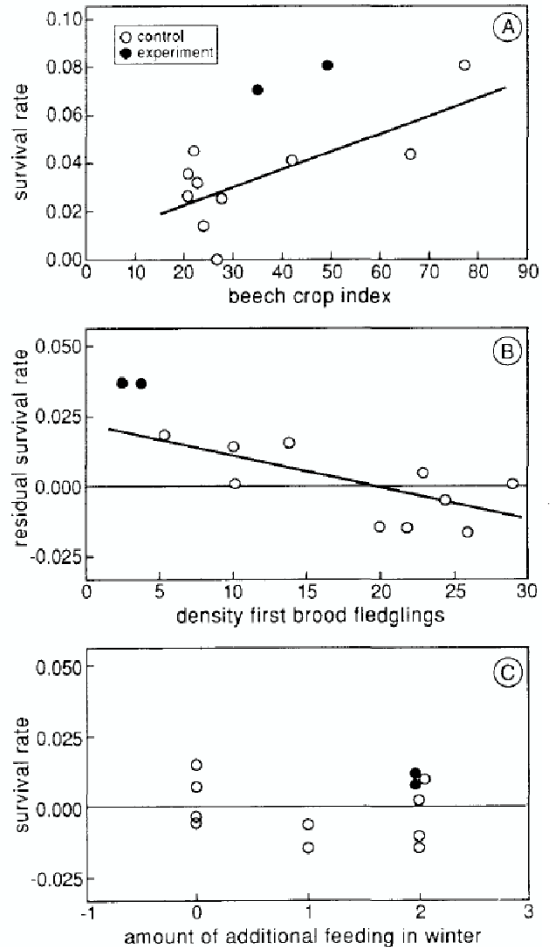 A
control
experiment
0.10
0.08
0.06
0.04
0.02
0.00
survival rate
0 10 20 30 40 50 60 70 80 90
beech crop index
B
0.050
0.025
0.000
-0.025
residual survival rate
0 5 10 15 20 25 30
density first brood fledglings
C
0.050
0.025
0.000
-0.025
survival rate
-1 0 1 2 3
amount of additional feeding in winter